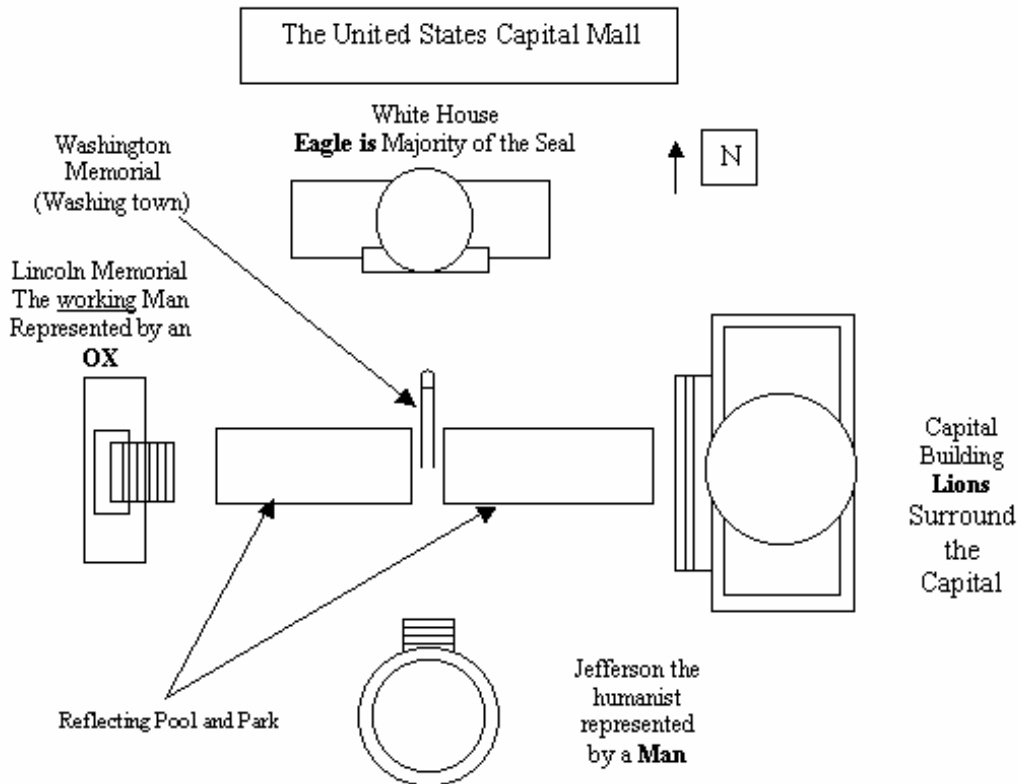 The United States Capital Mall
White House
Eagle is Majority of the Seal
N
Washington
Memorial
(Washing town)
Lincoln Memorial
The working Man
Represented by an
OX
Capital
Building
Lions
Surround
the
Capital
Jefferson the
humanist
represented
by a Man
Reflecting Pool and Park